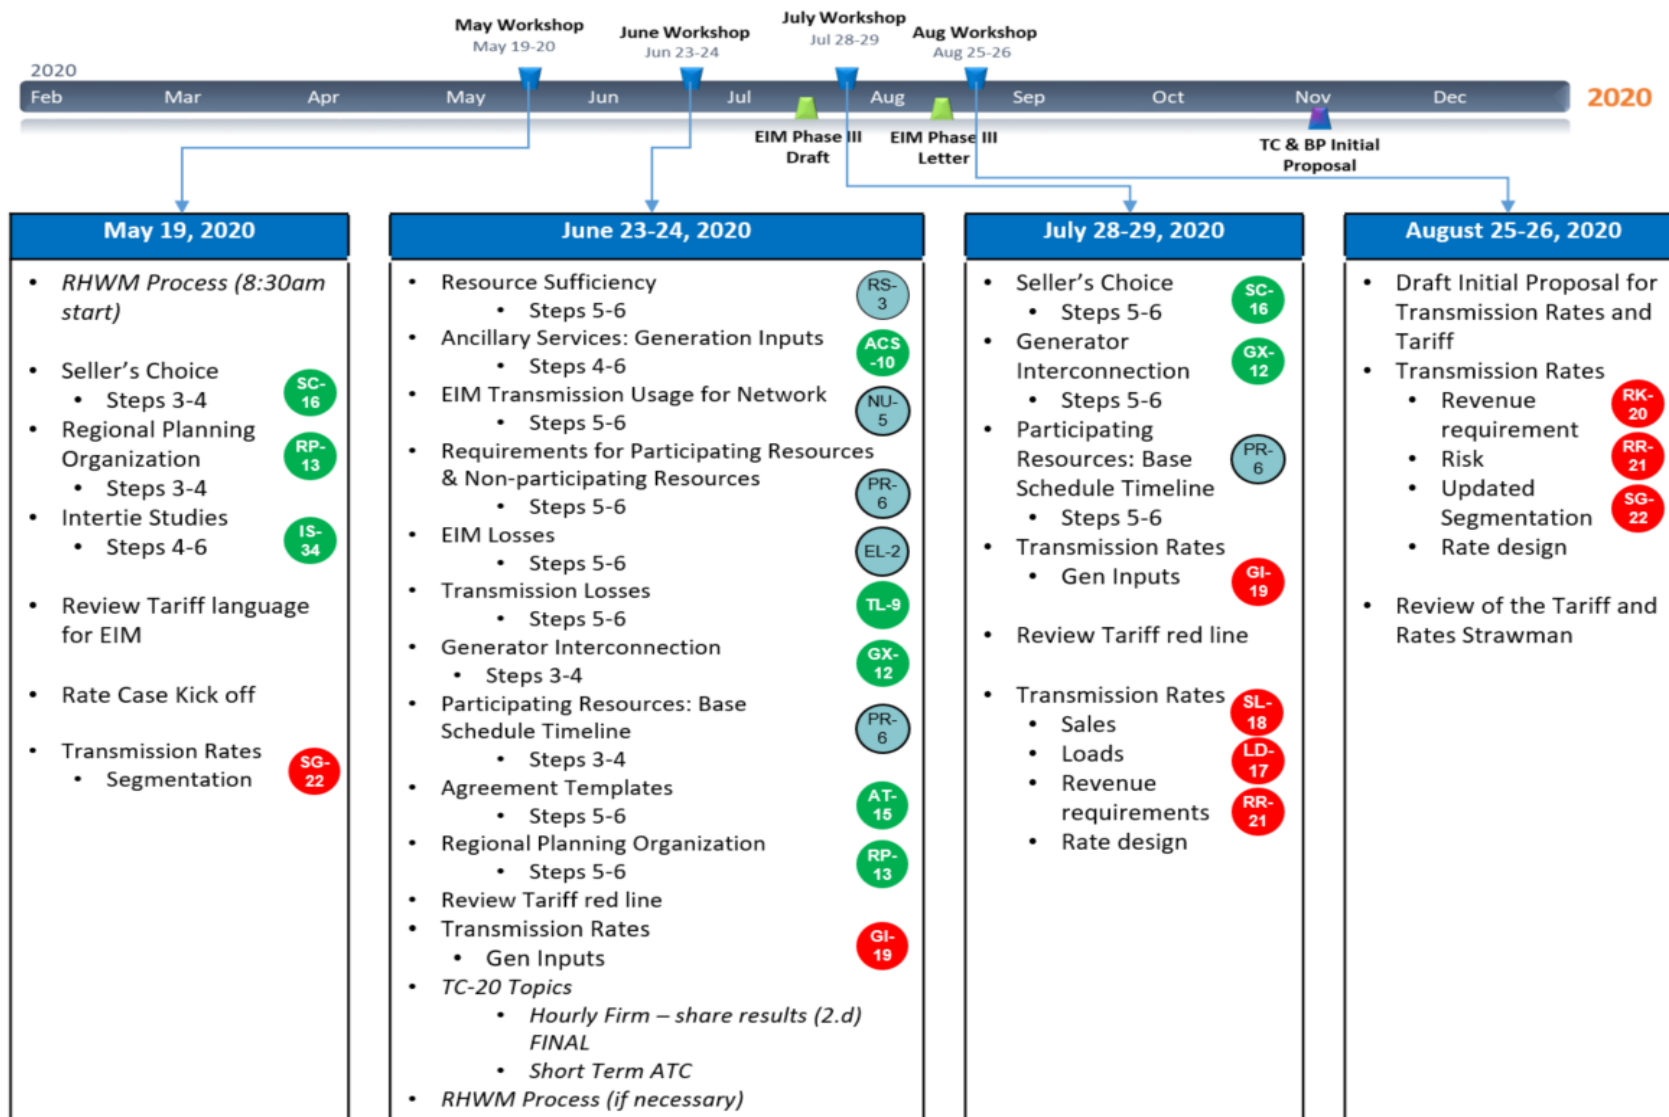 May Workshop
May 19-20
June Workshop
Jun 23-24
July Workshop
Jul 28-29
Aug Workshop
Aug 25-26
2020
Feb Mar Apr May Jun Jul Aug Sep Oct Nov Dec
2020
EIM Phase III
Draft
EIM Phase III
Letter
TC & BP Initial
Proposal
May 19, 2020
• RHWM Process (8:30am
start)
• Seller's Choice
• Steps 3-4
SC-
16
• Regional Planning
Organization
• Steps 3-4
RP-
13
• Intertie Studies
• Steps 4-6
IS-
34
• Review Tariff language
for EIM
• Rate Case Kick off
• Transmission Rates
• Segmentation
SG-
22
June 23-24, 2020
• Resource Sufficiency
• Steps 5-6
RS-
3
• Ancillary Services: Generation Inputs
• Steps 4-6
ACS
-10
• EIM Transmission Usage for Network
• Steps 5-6
NU-
5
• Requirements for Participating Resources
& Non-participating Resources
• Steps 5-6
PR-
6
• EIM Losses
• Steps 5-6
EL-2
• Transmission Losses
• Steps 5-6
TL-9
• Generator Interconnection
• Steps 3-4
GX-
12
• Participating Resources: Base
Schedule Timeline
• Steps 3-4
PR-
6
• Agreement Templates
• Steps 5-6
AT-
15
• Regional Planning Organization
• Steps 5-6
RP-
13
• Review Tariff red line
• Transmission Rates
• Gen Inputs
GI-
19
• TC-20 Topics
• Hourly Firm – share results (2.d)
FINAL
• Short Term ATC
• RHWM Process (if necessary)
July 28-29, 2020
• Seller's Choice
• Steps 5-6
SC-
16
• Generator
Interconnection
• Steps 5-6
GX-
12
• Participating
Resources: Base
Schedule Timeline
• Steps 5-6
PR-
6
• Transmission Rates
• Gen Inputs
GI-
19
• Review Tariff red line
• Transmission Rates
• Sales
SL-
18
• Loads
LD-
17
• Revenue
requirements
RR-
21
• Rate design
August 25-26, 2020
• Draft Initial Proposal for
Transmission Rates and
Tariff
• Transmission Rates
• Revenue
requirement
RK-
20
• Risk
RR-
21
• Updated
Segmentation
SG-
22
• Rate design
• Review of the Tariff and
Rates Strawman